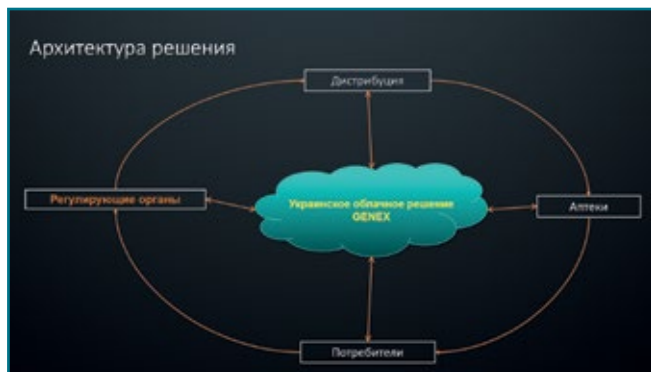 Архитектура решения
Дистрибуция
Регулирующие органы
Украинское облачное решение
GENEX
Аптеки
Потребители